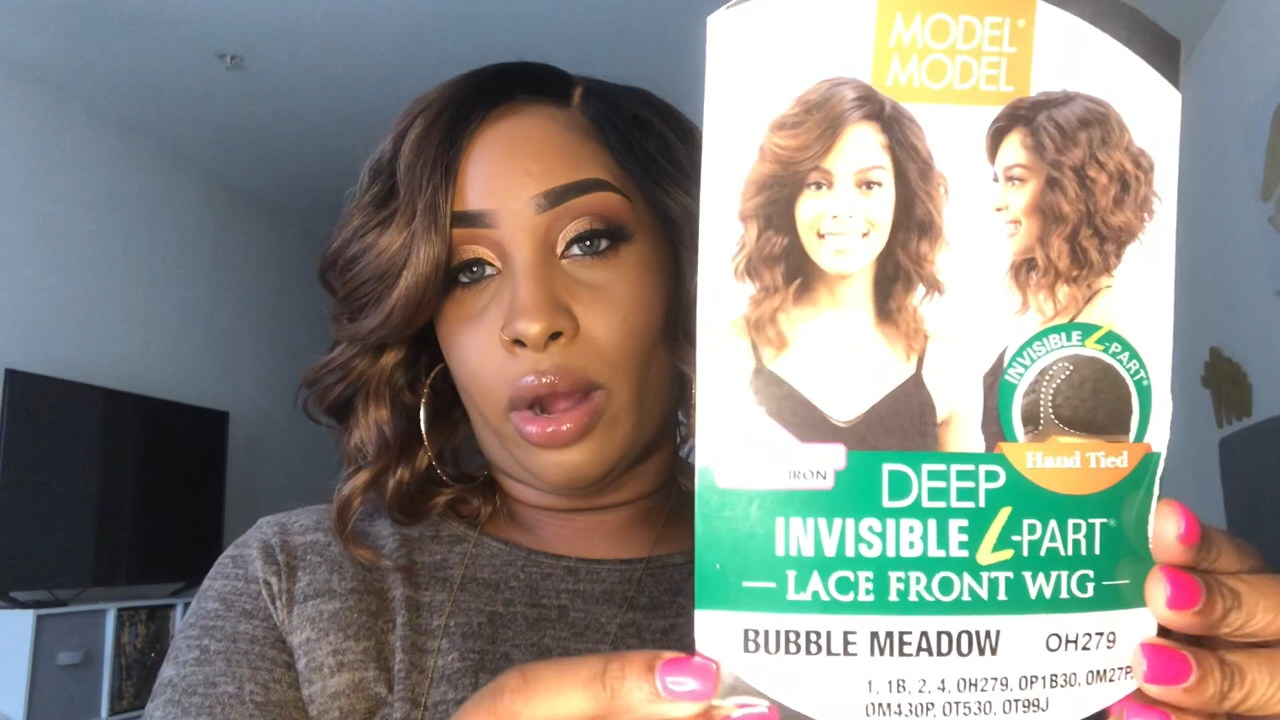 MODEL®
MODEL
INVISIBLE L-PART®
Hand Tied
IRON
DEEP
INVISIBLE L-PART®
LACE FRONT WIG
BUBBLE MEADOW OH279
1, 1B, 2, 4, OH279, OP1B30, OM27P,
OM430P, OT530, OT99J